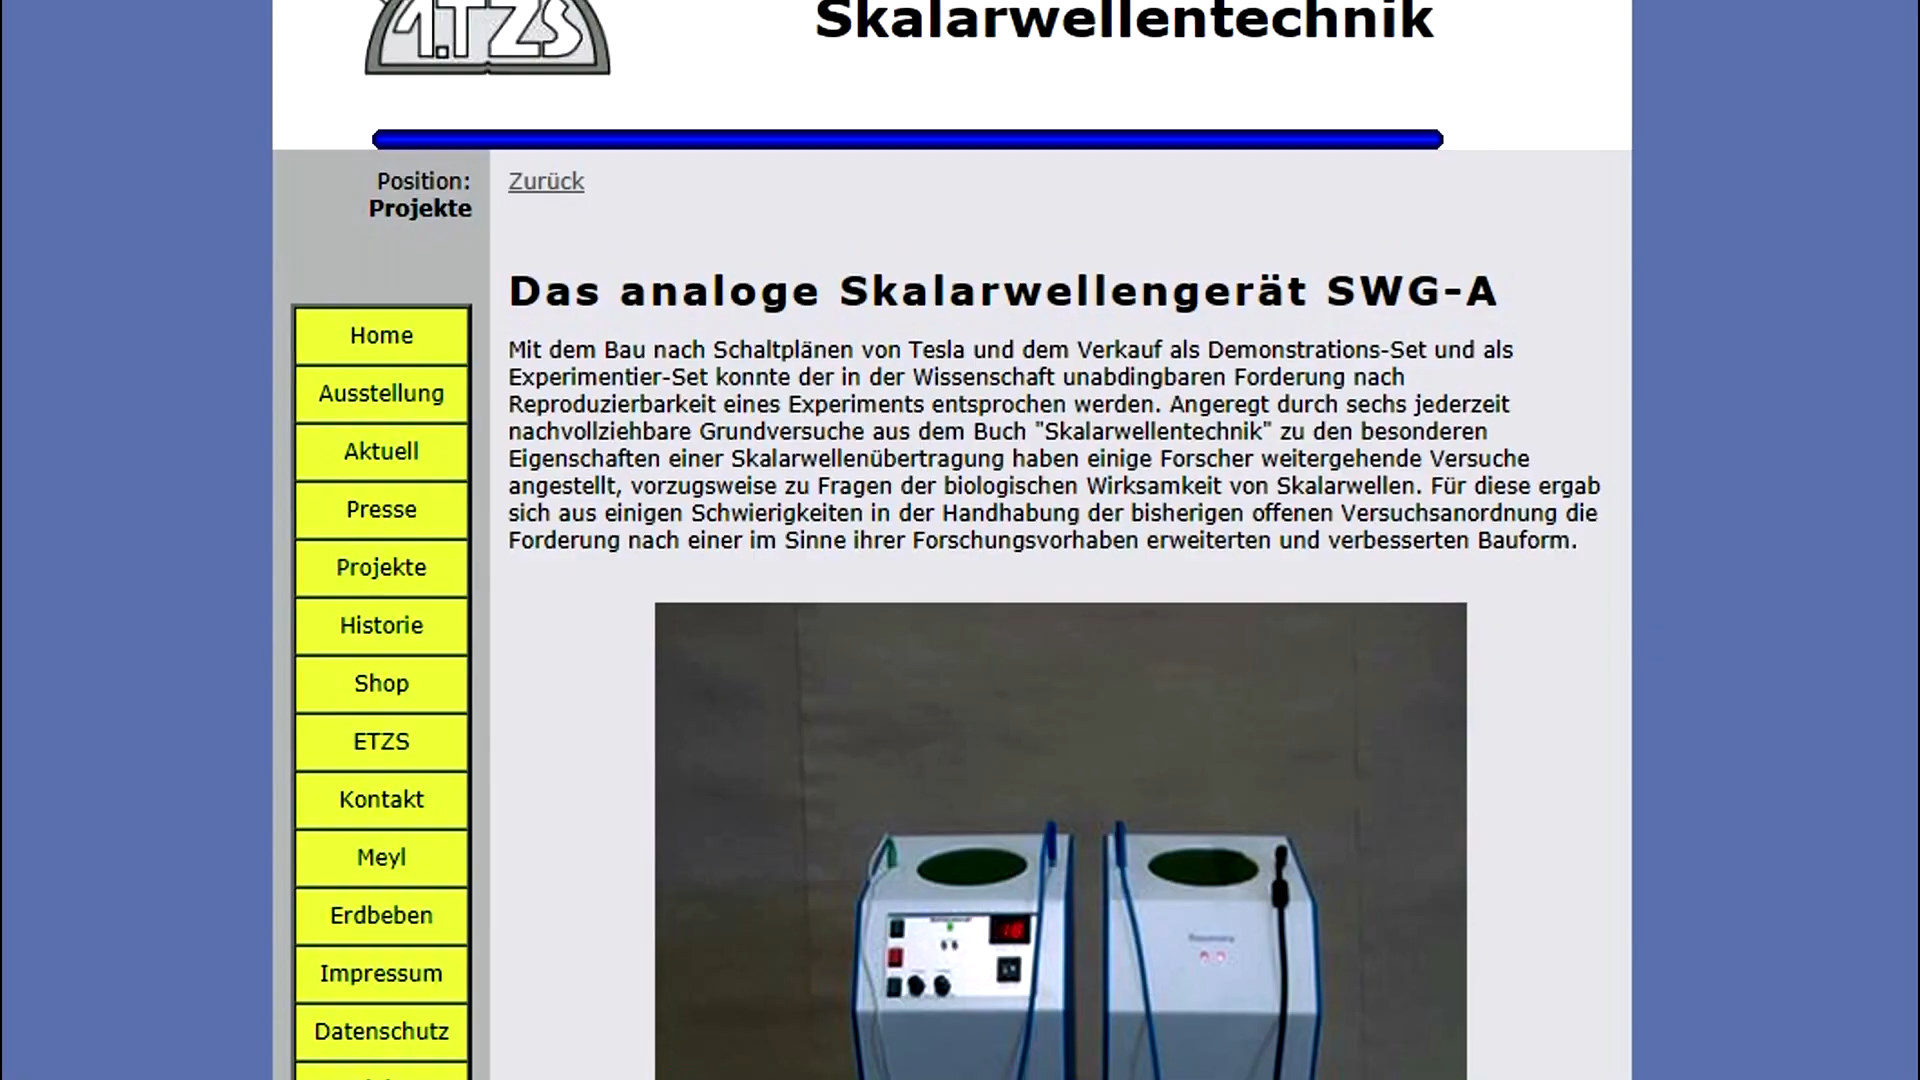 1.TZS
Skalarwellentechnik
Position:
Projekte
Zurück
Das analoge Skalarwellengerät SWG-A
Mit dem Bau nach Schaltplänen von Tesla und dem Verkauf als Demonstrations-Set und als
Experimentier-Set konnte der in der Wissenschaft unabdingbaren Forderung nach
Reproduzierbarkeit eines Experiments entsprochen werden. Angeregt durch sechs jederzeit
nachvollziehbare Grundversuche aus dem Buch "Skalarwellentechnik" zu den besonderen
Eigenschaften einer Skalarwellenübertragung haben einige Forscher weitergehende Versuche
angestellt, vorzugsweise zu Fragen der biologischen Wirksamkeit von Skalarwellen. Für diese ergab
sich aus einigen Schwierigkeiten in der Handhabung der bisherigen offenen Versuchsanordnung die
Forderung nach einer im Sinne ihrer Forschungsvorhaben erweiterten und verbesserten Bauform.
Home
Ausstellung
Aktuell
Presse
Projekte
Historie
Shop
ETZS
Kontakt
Meyl
Erdbeben
Impressum
Datenschutz